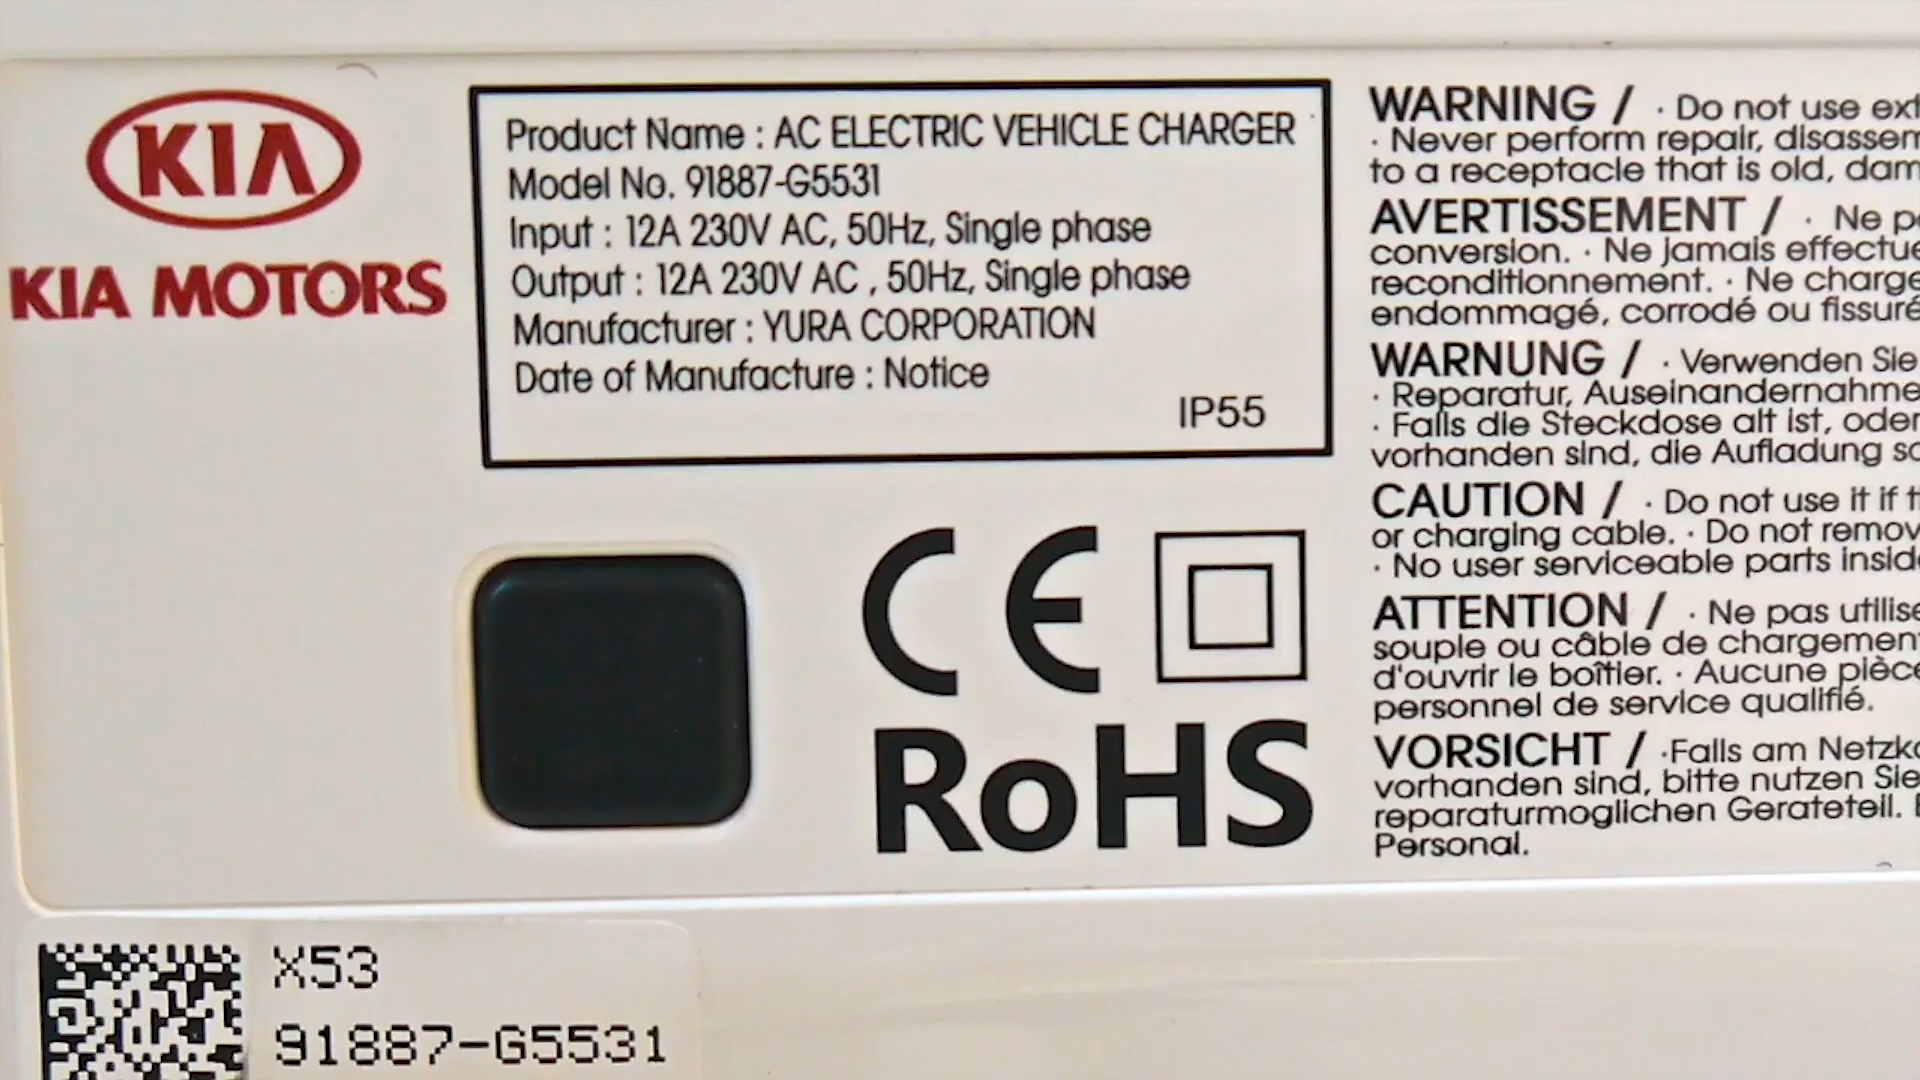 KIA
KIA MOTORS
Product Name : AC ELECTRIC VEHICLE CHARGER
Model No. 91887-G5531
Input : 12A 230V AC, 50Hz, Single phase
Output : 12A 230V AC , 50Hz, Single phase
Manufacturer : YURA CORPORATION
Date of Manufacture : Notice
IP55
CE
RoHS
WARNING / · Do not use
· Never perform repair,
to a receptacle that is old,
AVERTISSEMENT / · Ne
conversion. · Ne jamais
reconditionnement. · Ne
endommagé, corrodé ou
WARNUNG / · Verwenden Sie
· Reparatur, Auseinandernahme
· Falls die Steckdose alt ist, oder
vorhanden sind, die Aufladung
CAUTION / · Do not use it if
or charging cable. · Do not
· No user serviceable parts
ATTENTION / · Ne pas
souple ou câble de chargement
d'ouvrir le boîtier. · Aucune
personnel de service qualifié.
VORSICHT / ·Falls am
vorhanden sind, bitte nutzen Sie
reparaturmoglichen Gerateteil.
Personal.
X53
91887-G5531